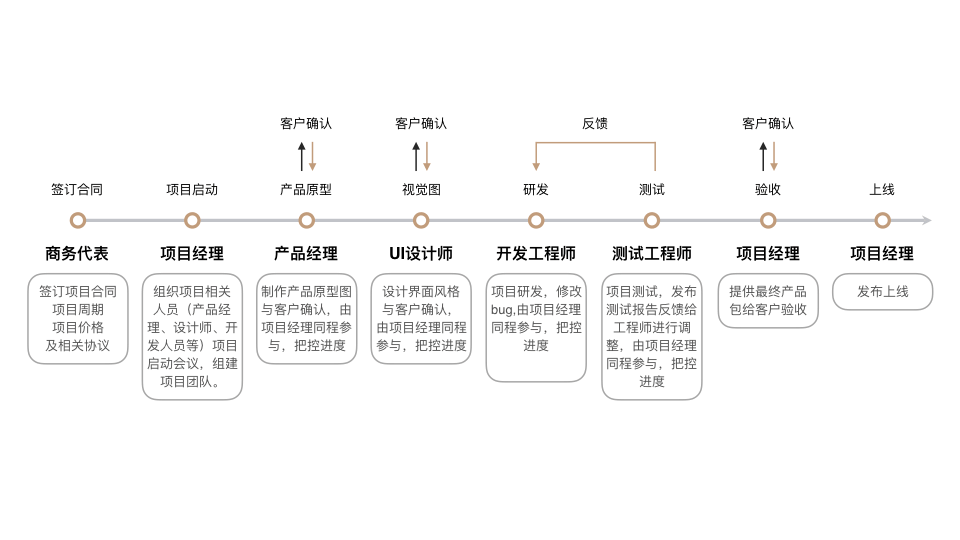 客户确认
客户确认
反馈
客户确认
签订合同
项目启动
产品原型
视觉图
研发
测试
验收
上线
商务代表
项目经理
产品经理
UI设计师
开发工程师
测试工程师
项目经理
项目经理
签订项目合同
项目周期
项目价格
及相关协议
组织项目相关
人员（产品经
理、设计师、开
发人员等）项目
启动会议，组建
项目团队。
制作产品原型图
与客户确认，由
项目经理同程参
与，把控进度
设计界面风格
与客户确认，
由项目经理同程
参与，把控进度
项目研发，修改
bug,由项目经理
同程参与，把控
进度
项目测试，发布
测试报告反馈给
工程师进行调
整，由项目经理
同程参与，把控
进度
提供最终产品
包给客户验收
发布上线